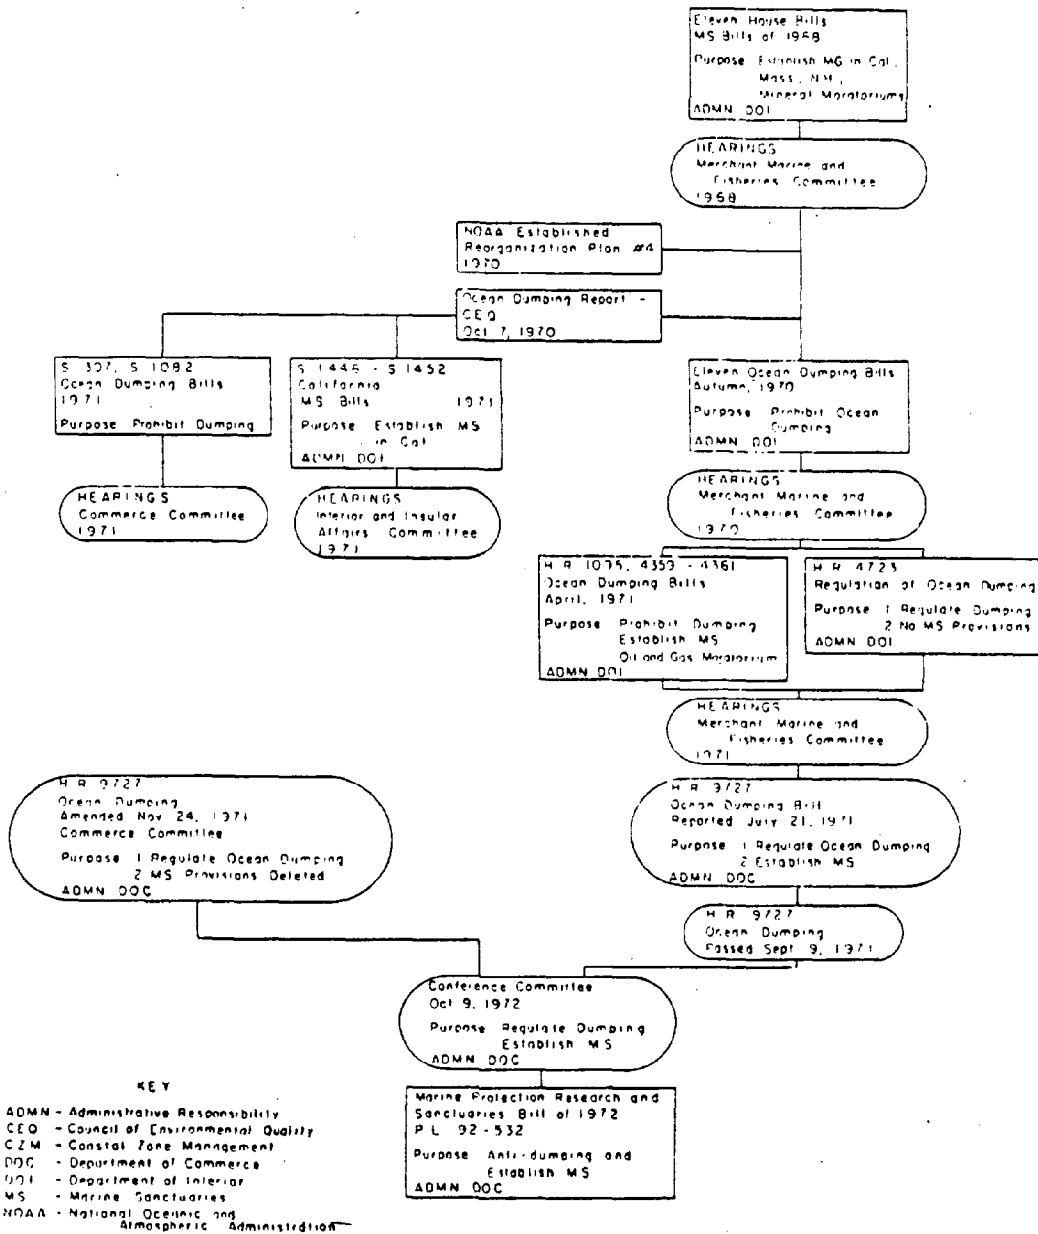 Eleven House Bills
MS Bills of 1968
Purpose Establish MG in Cal,
Mass, N.H.,
Mineral Moratoriums
ADMN DOI
HEARINGS
Merchant Marine and
Fisheries Committee
1968
NOAA Established
Reorganization Plan #4
1970
Ocean Dumping Report -
CEQ
Oct 7, 1970
S 307, S 1082
Ocean Dumping Bills
1971
Purpose Prohibit Dumping
S 1446 - S 1452
California
MS Bills 1971
Purpose Establish MS
in Cal
ADMN DOI
Eleven Ocean Dumping Bills
Autumn, 1970
Purpose Prohibit Ocean
Dumping
ADMN DOI
HEARINGS
Commerce Committee
1971
HEARINGS
Interior and Insular
Affairs Committee
1971
HEARINGS
Merchant Marine and
Fisheries Committee
1970
H R 1095, 4359 - 4361
Ocean Dumping Bills
April, 1971
Purpose Prohibit Dumping
Establish MS
Oil and Gas Moratorium
ADMN DOI
H R 4723
Regulation of Ocean Dumping
Purpose 1 Regulate Dumping
2 No MS Provisions
ADMN DOI
HEARINGS
Merchant Marine and
Fisheries Committee
1971
H R 9727
Ocean Dumping
Amended Nov 24, 1971
Commerce Committee
Purpose 1 Regulate Ocean Dumping
2 MS Provisions Deleted
ADMN DOC
H R 9727
Ocean Dumping Bill
Reported July 21, 1971
Purpose 1 Regulate Ocean Dumping
2 Establish MS
ADMN DOC
H R 9727
Ocean Dumping
Passed Sept 9, 1971
Conference Committee
Oct 9, 1972
Purpose Regulate Dumping
Establish MS
ADMN DOC
Marine Protection Research and
Sanctuaries Bill of 1972
P L 92-532
Purpose Anti-dumping and
Establish MS
ADMN DOC
KEY
ADMN - Administrative Responsibility
CEQ - Council of Environmental Quality
CZM - Coastal Zone Management
DOC - Department of Commerce
DOI - Department of Interior
MS - Marine Sanctuaries
NOAA - National Oceanic and
Atmospheric Administration